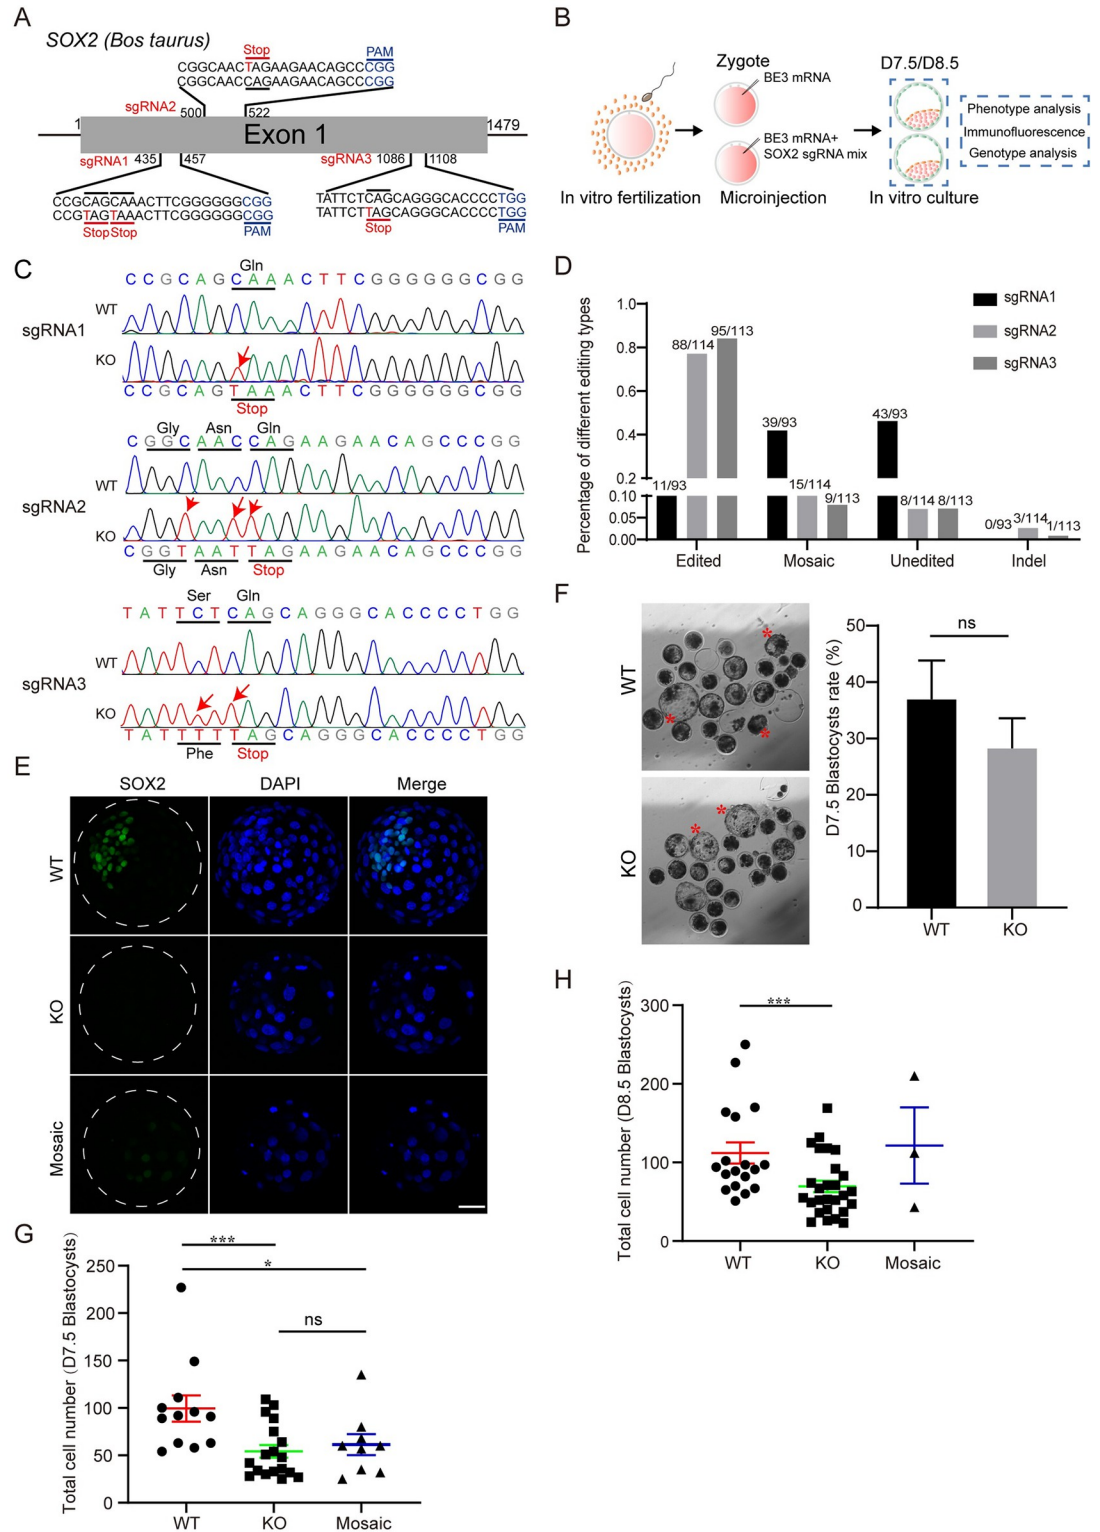 A
SOX2 (Bos taurus)
Stop
PAM
CGGCAACTAGAAGAACAGCCCGG
CGGCAACCAGAAGAACAGCCCGG
sgRNA2
500
522
1
Exon 1
1479
sgRNA1
435
457
sgRNA3
1086
1108
CCGCAGCAAACTTCGGGGGGCGG
CCGTAGTAAACTTCGGGGGGCGG
Stop Stop
PAM
TATTCTCAGCAGGGCACCCCTGG
TATTCTTAGCAGGGCACCCCTGG
Stop
PAM
B
Zygote
D7.5/D8.5
BE3 mRNA
BE3 mRNA+
SOX2 sgRNA mix
Phenotype analysis
Immunofluorescence
Genotype analysis
In vitro fertilization
Microinjection
In vitro culture
C
Gln
C C G C A G C A A A C T T C G G G G G G C G G
WT
sgRNA1
KO
C C G C A G T A A A C T T C G G G G G G C G G
Stop
Gly Asn Gln
C G G C A A C C A G A A G A A C A G C C C G G
WT
sgRNA2
KO
C G G T A A T T A G A A G A A C A G C C C G G
Gly Asn Stop
Ser Gln
T A T T C T C A G C A G G G C A C C C C T G G
WT
sgRNA3
KO
T A T T T T T A G C A G G G C A C C C C T G G
Phe Stop
D
Percentage of different editing types
1.0
0.8
0.6
0.4
0.2
0.10
0.05
0.00
11/93
88/114
95/113
39/93
15/114
9/113
43/93
8/114
8/113
0/93
3/114
1/113
Edited
Mosaic
Unedited
Indel
sgRNA1
sgRNA2
sgRNA3
E
SOX2
DAPI
Merge
WT
KO
Mosaic
F
WT
*
*
*
KO
*
*
D7.5 Blastocysts rate (%)
50
40
30
20
10
0
ns
WT
KO
G
Total cell number (D7.5 Blastocysts)
250
200
150
100
50
0
***
*
ns
WT
KO
Mosaic
H
Total cell number (D8.5 Blastocysts)
300
200
100
0
***
WT
KO
Mosaic